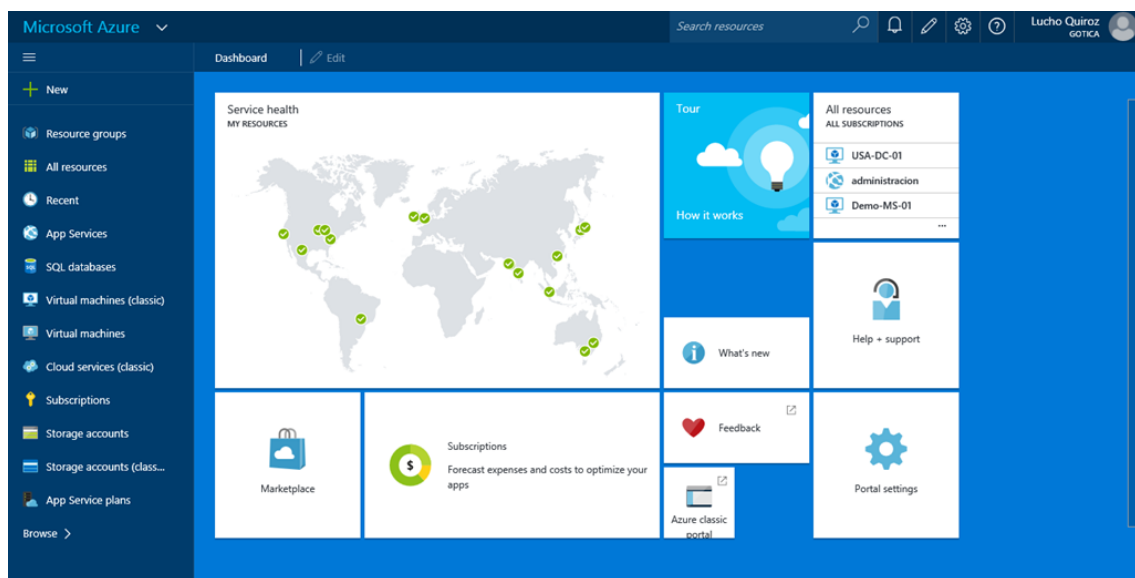 Microsoft Azure
Search resources
Lucho Quiroz
GOTICA
Dashboard
Edit
New
Resource groups
All resources
Recent
App Services
SQL databases
Virtual machines (classic)
Virtual machines
Cloud services (classic)
Subscriptions
Storage accounts
Storage accounts (class...
App Service plans
Browse >
Service health
MY RESOURCES
Tour
How it works
All resources
ALL SUBSCRIPTIONS
USA-DC-01
administracion
Demo-MS-01
...
What's new
Help + support
Marketplace
$
Subscriptions
Forecast expenses and costs to optimize your
apps
Feedback
Azure classic
portal
Portal settings